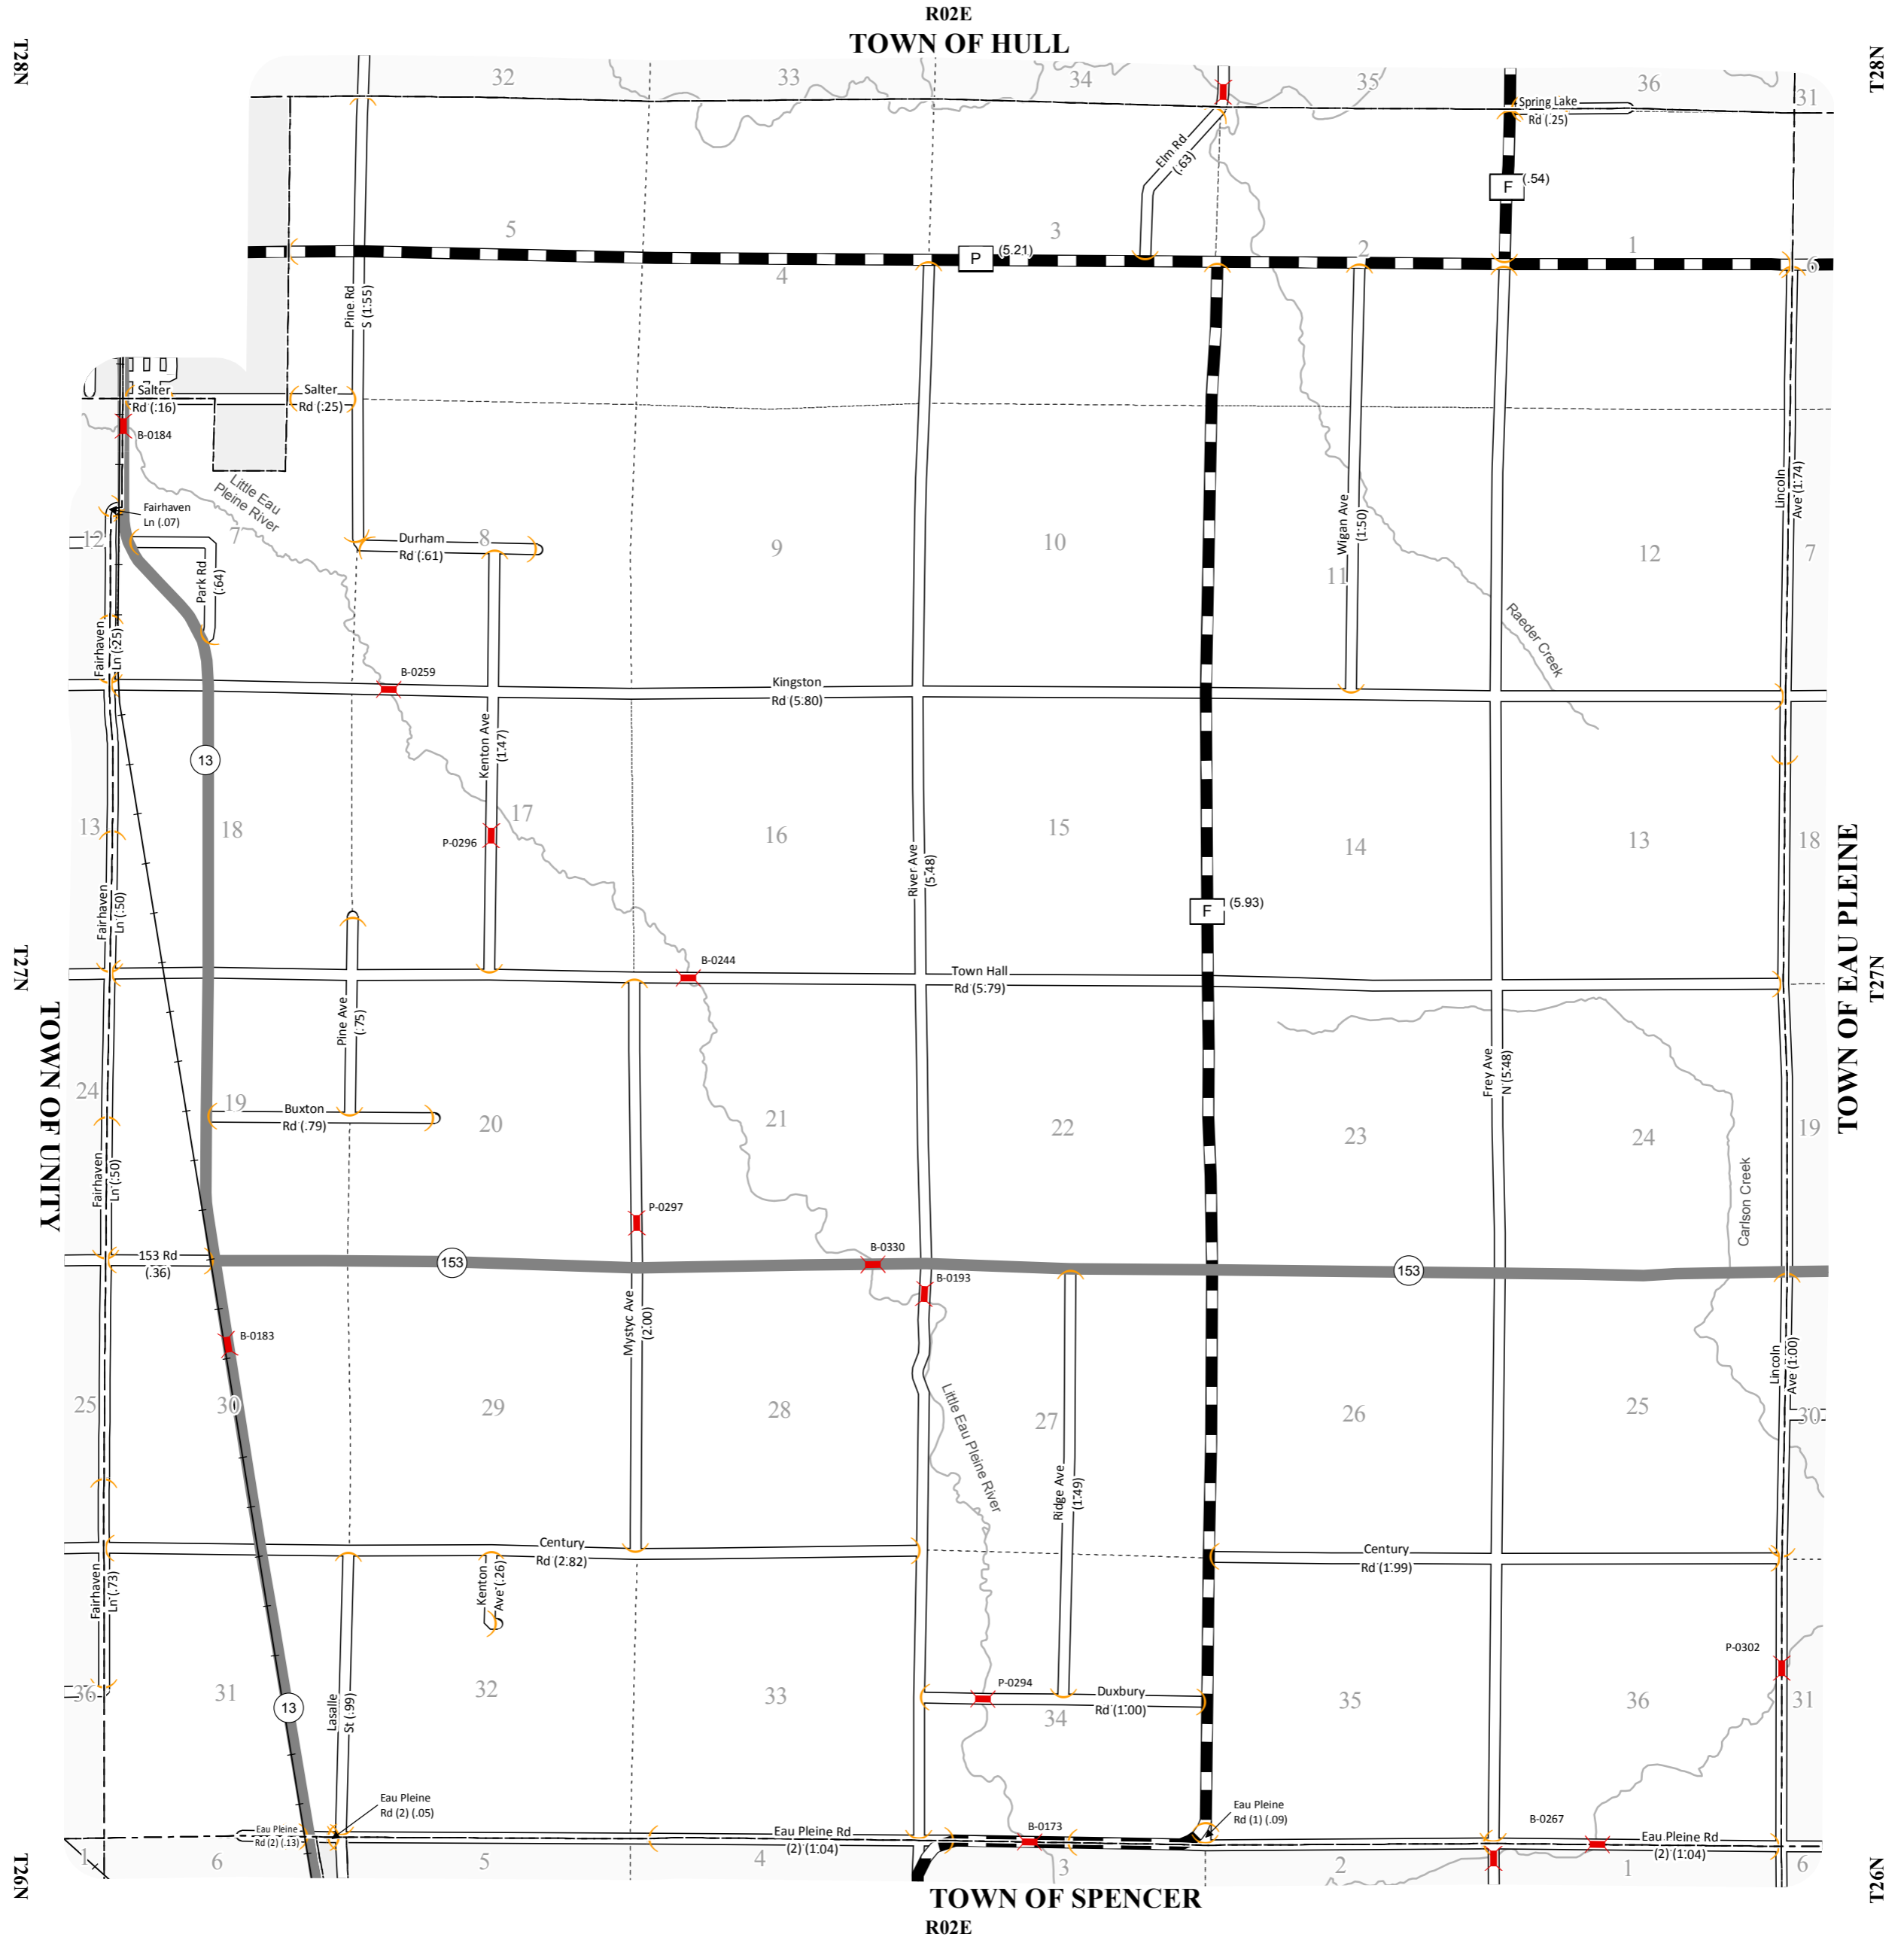 R02E
TOWN OF HULL
T28N
T28N
32
33
34
35
36
31
Spring Lake
Rd (.25)
Elm Rd
(.63)
F
(.54)
5
3
2
1
P
(5.21)
4
6
Pine Rd
S (1.55)
Salter
Rd (.16)
Salter
Rd (.25)
B-0184
Little Eau
Pleine River
Fairhaven
Ln (.07)
12
7
Durham
Rd (.61)
8
9
10
11
12
7
Wigan Ave
(1.50)
Lincoln
Ave (1.74)
Park Rd
(.64)
Fairhaven
Ln (.25)
Raeder Creek
B-0259
Kingston
Rd (5.80)
Kenton Ave
(1.47)
13
13
18
17
16
15
14
13
18
P-0296
River Ave
(5.48)
Fairhaven
Ln (.50)
F
(5.93)
T27N
T27N
TOWN OF UNITY
TOWN OF EAU PLEINE
B-0244
Town Hall
Rd (5.79)
Pine Ave
(.75)
Frey Ave
N (5.48)
24
19
Buxton
Rd (.79)
20
21
22
23
24
19
Fairhaven
Ln (.50)
Carlson Creek
P-0297
153 Rd
(.36)
153
B-0330
B-0193
153
B-0183
Mystyc Ave
(2.00)
Lincoln
Ave (1.00)
25
30
29
28
27
26
25
30
Little Eau Pleine River
Ridge Ave
(1.49)
Century
Rd (2.82)
Century
Rd (1.99)
Fairhaven
Ln (.73)
Kenton
Ave (.26)
P-0302
36
31
32
33
P-0294
Duxbury
Rd (1.00)
34
35
36
31
13
Lasalle
St (.99)
Eau Pleine
Rd (2) (.05)
Eau Pleine
Rd (2) (.13)
Eau Pleine Rd
(2) (1.04)
B-0173
Eau Pleine
Rd (1) (.09)
B-0267
Eau Pleine Rd
(2) (1.04)
1
6
5
4
3
2
1
6
T26N
T26N
TOWN OF SPENCER
R02E